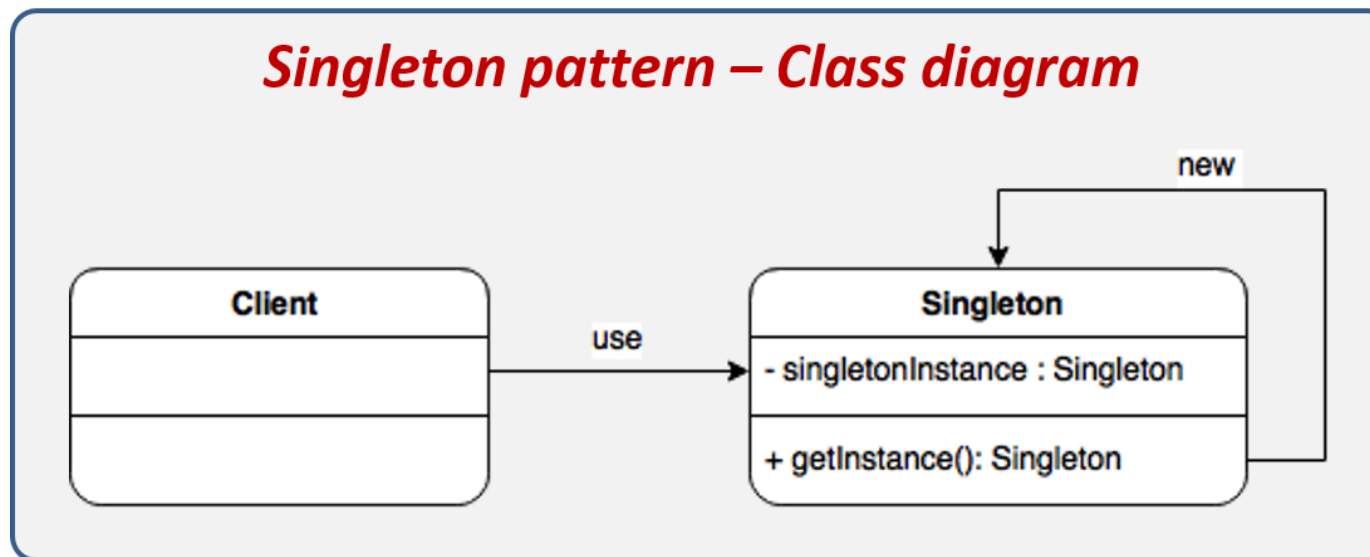 Singleton pattern – Class diagram
new
Client
use
Singleton
- singletonInstance : Singleton
+ getInstance(): Singleton